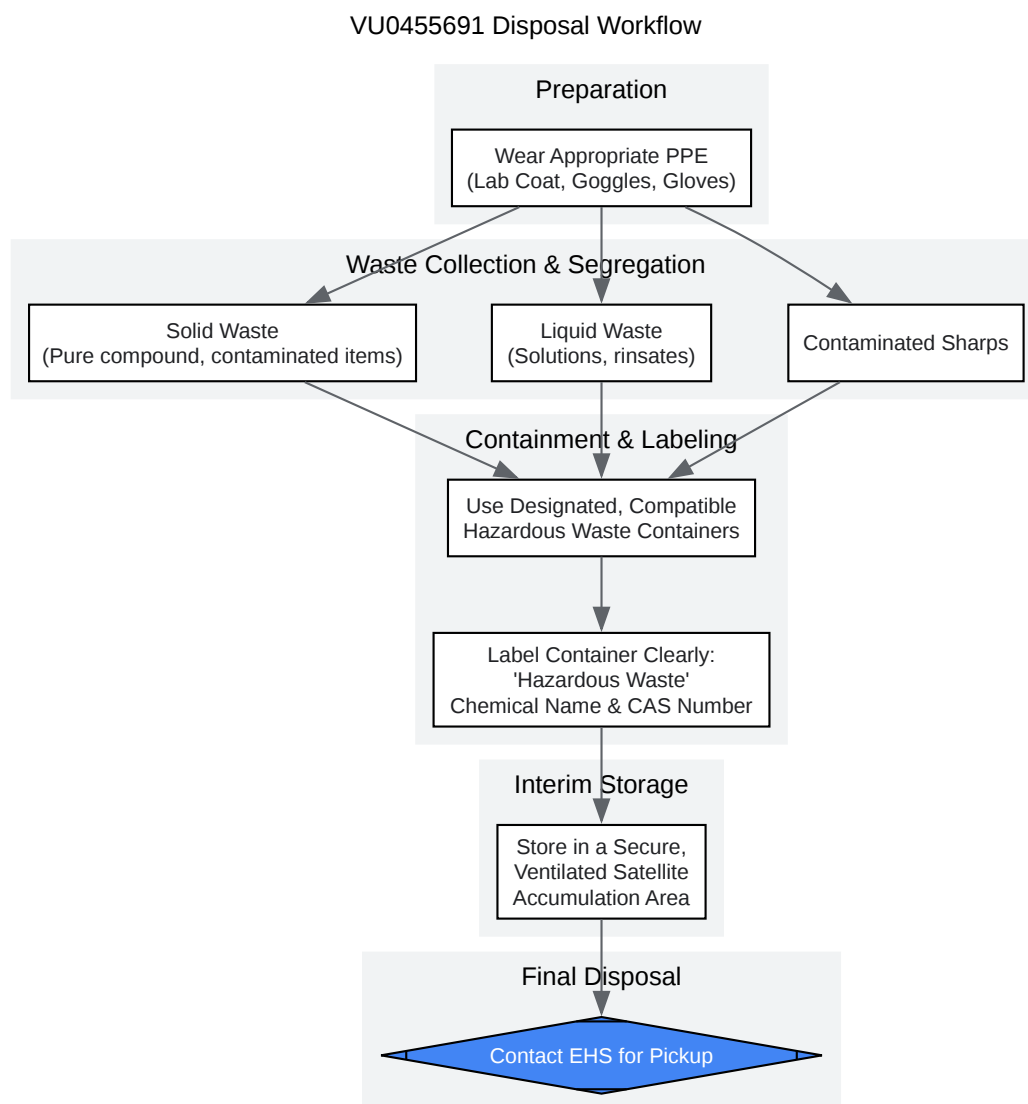 VU0455691 Disposal Workflow
Preparation
Wear Appropriate PPE
(Lab Coat, Goggles, Gloves)
Waste Collection & Segregation
Solid Waste
(Pure compound, contaminated items)
Liquid Waste
(Solutions, rinsates)
Contaminated Sharps
Containment & Labeling
Use Designated, Compatible
Hazardous Waste Containers
Label Container Clearly:
'Hazardous Waste'
Chemical Name & CAS Number
Interim Storage
Store in a Secure,
Ventilated Satellite
Accumulation Area
Final Disposal
Contact EHS for Pickup